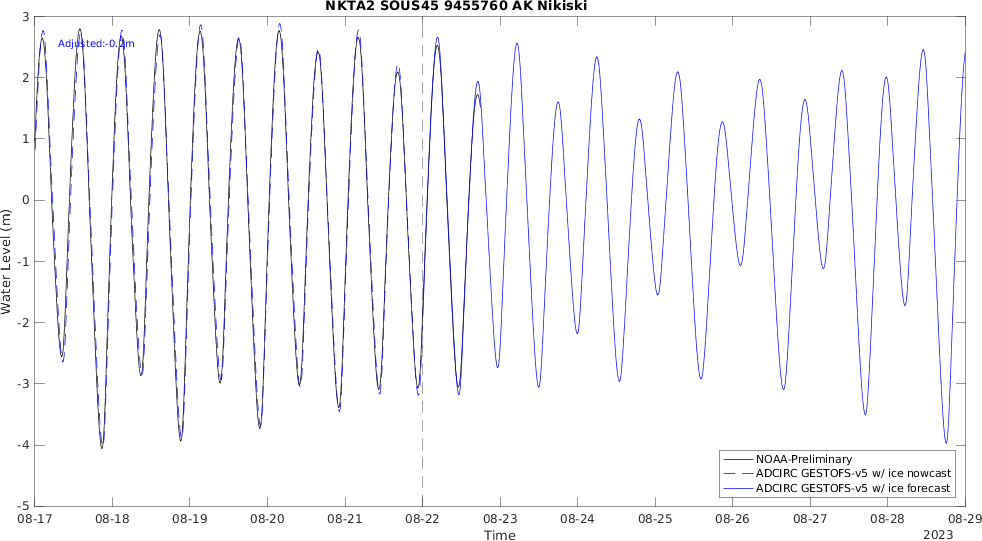 NKTA2 SOUS45 9455760 AK Nikiski
Adjusted:-0.2m
3
2
1
0
-1
-2
-3
-4
-5
Water Level (m)
NOAA-Preliminary
ADCIRC GESTOFS-v5 w/ ice nowcast
ADCIRC GESTOFS-v5 w/ ice forecast
08-17 08-18 08-19 08-20 08-21 08-22 08-23 08-24 08-25 08-26 08-27 08-28 08-29
Time
2023